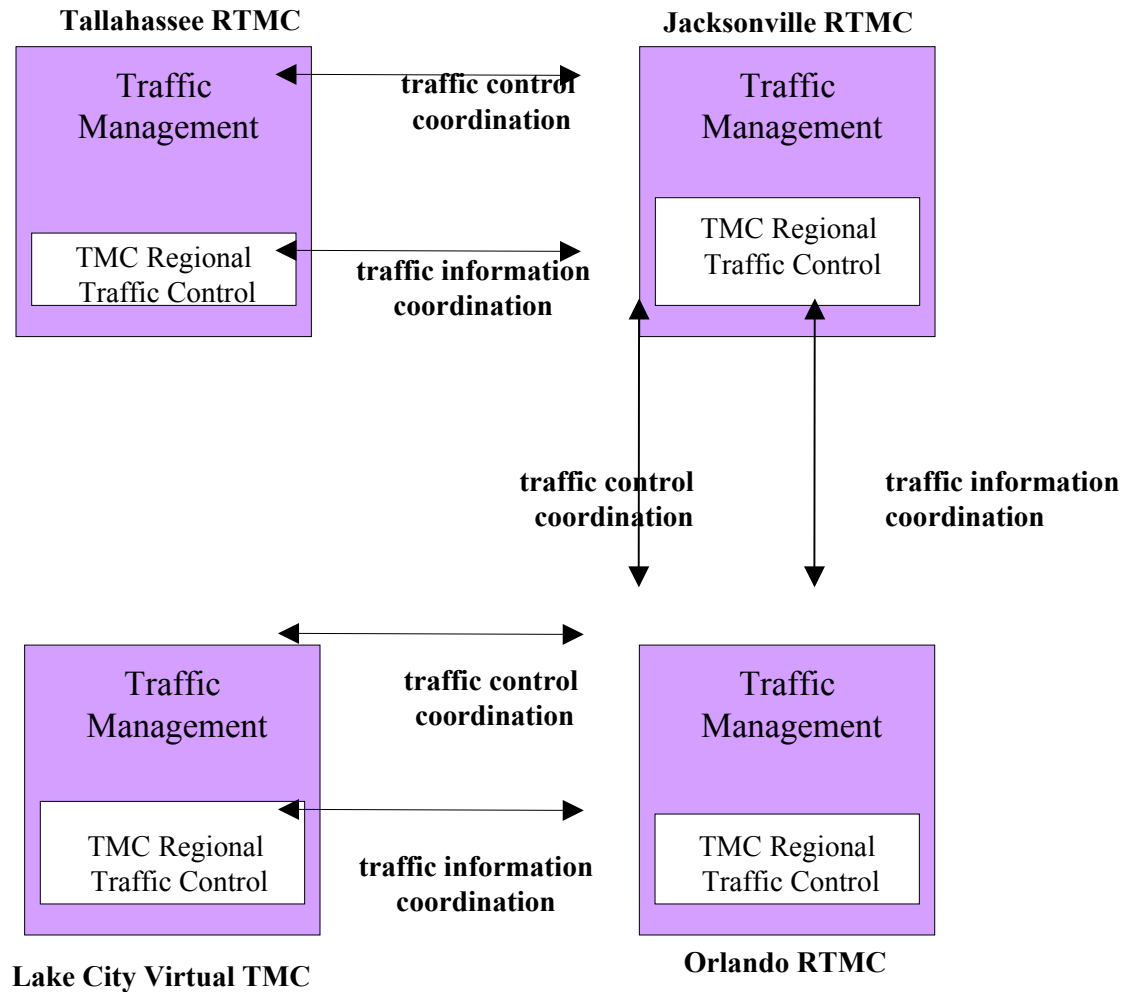 Tallahassee RTMC
Jacksonville RTMC
Traffic
Management
traffic control
coordination
Traffic
Management
TMC Regional
Traffic Control
traffic information
coordination
TMC Regional
Traffic Control
traffic control
coordination
traffic information
coordination
Traffic
Management
traffic control
coordination
Traffic
Management
TMC Regional
Traffic Control
traffic information
coordination
TMC Regional
Traffic Control
Lake City Virtual TMC
Orlando RTMC